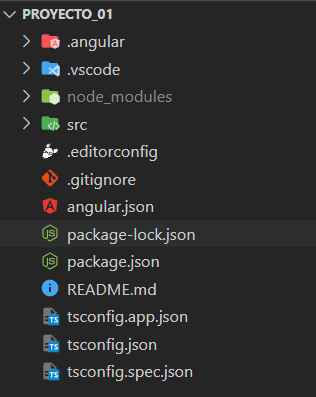 PROYECTO_01
.angular
.vscode
node_modules
src
.editorconfig
.gitignore
angular.json
package-lock.json
package.json
README.md
tsconfig.app.json
tsconfig.json
tsconfig.spec.json